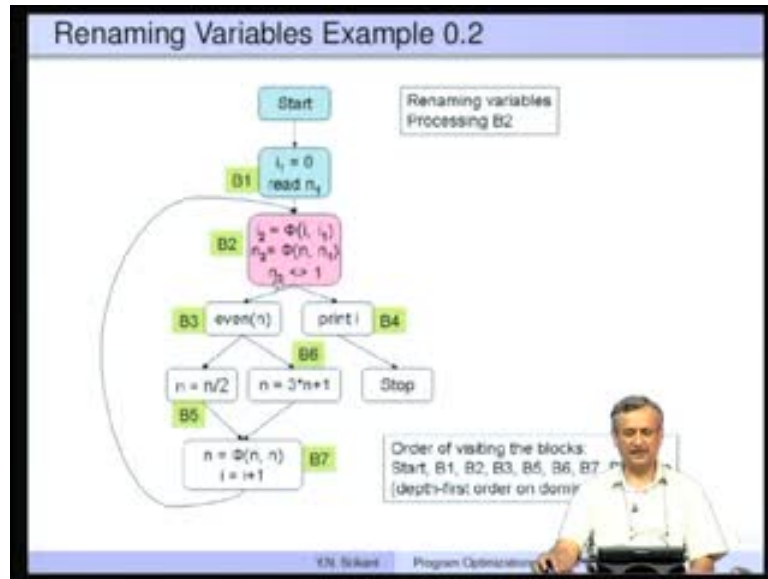 Renaming Variables Example 0.2
Start
Renaming variables
Processing B2
B1
i₁ = 0
read n₁
B2
i₂ = Φ(i, i₁)
n₂ = Φ(n, n₁)
n₂ <> 1
B3
even(n)
print i
B4
B6
n = n/2
n = 3*n+1
Stop
B5
n = Φ(n, n)
i = i+1
B7
Order of visiting the blocks:
Start, B1, B2, B3, B5, B6, B7,
(depth-first order on
Y.N. Srikant
Program